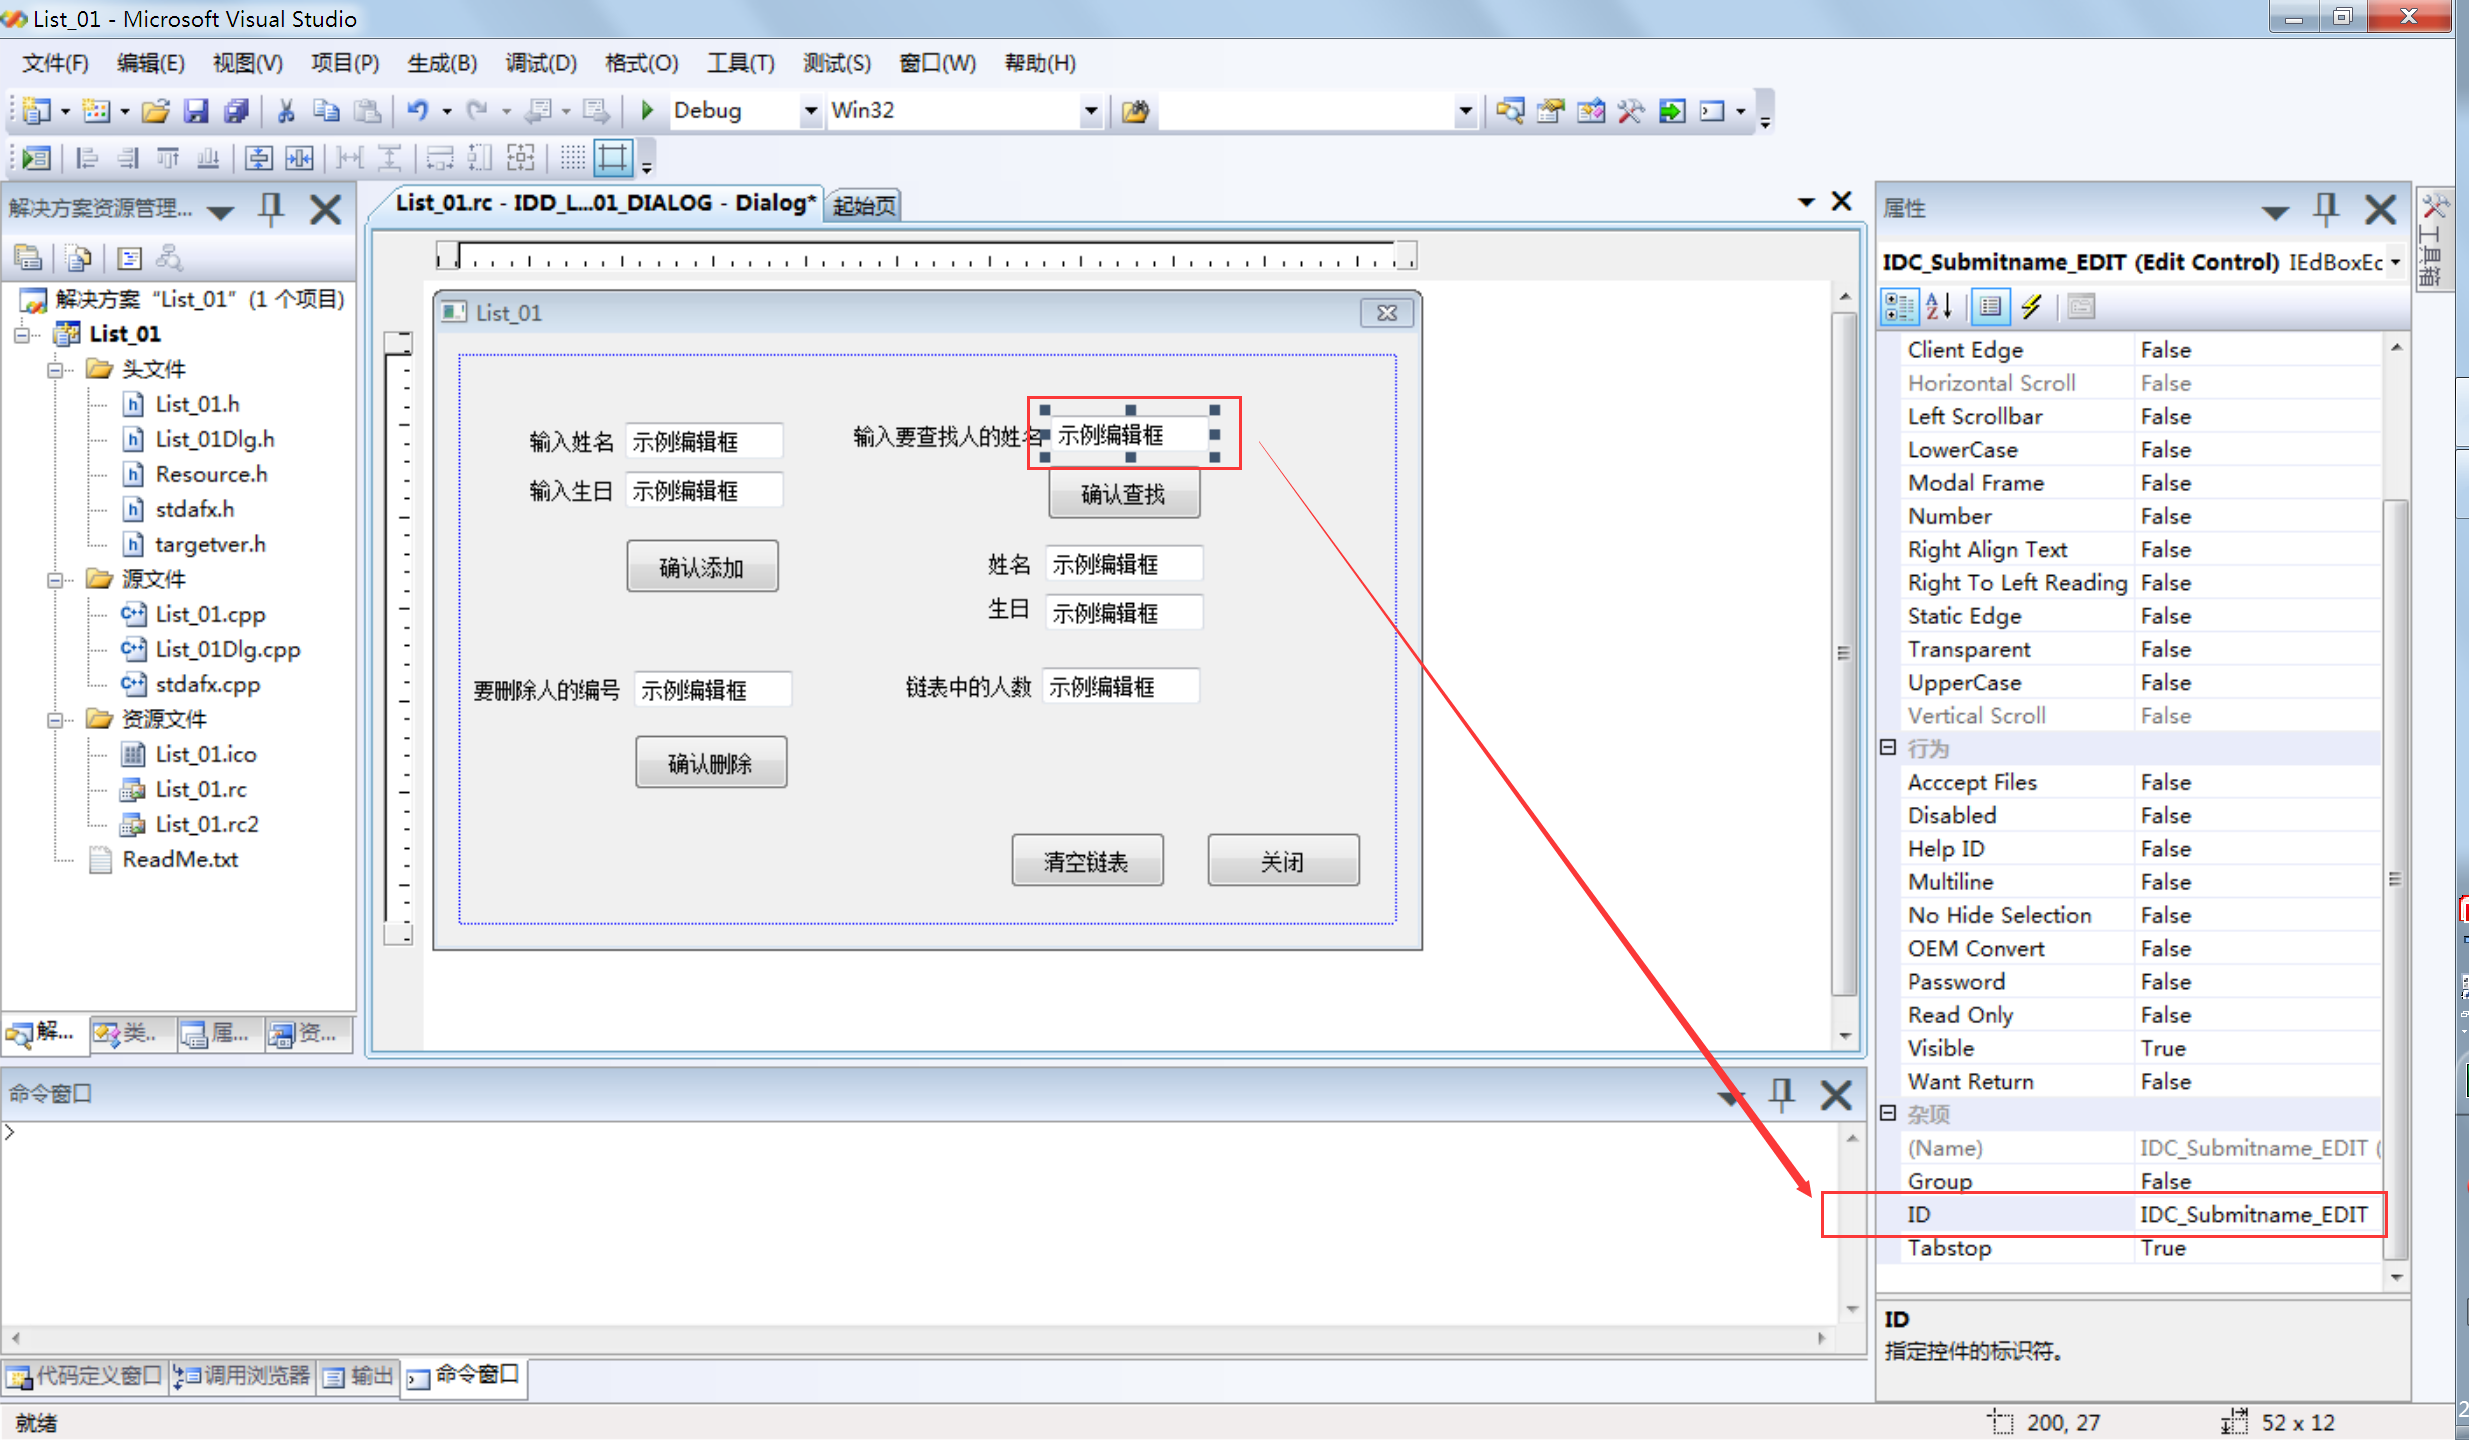 List_01 - Microsoft Visual Studio
文件(F) 编辑(E) 视图(V) 项目(P) 生成(B) 调试(D) 格式(O) 工具(T) 测试(S) 窗口(W) 帮助(H)
Debug Win32
解决方案资源管理...
解决方案 “List_01” (1 个项目)
List_01
头文件
List_01.h
List_01Dlg.h
Resource.h
stdafx.h
targetver.h
源文件
List_01.cpp
List_01Dlg.cpp
stdafx.cpp
资源文件
List_01.ico
List_01.rc
List_01.rc2
ReadMe.txt
解... 类.. 属... 资...
List_01.rc - IDD_L...01_DIALOG - Dialog* 起始页
List_01
输入姓名 示例编辑框
输入生日 示例编辑框
确认添加
要删除人的编号 示例编辑框
确认删除
输入要查找人的姓名 示例编辑框
确认查找
姓名 示例编辑框
生日 示例编辑框
链表中的人数 示例编辑框
清空链表 关闭
属性
IDC_Submitname_EDIT (Edit Control) IEdBoxEc
Client Edge False
Horizontal Scroll False
Left Scrollbar False
LowerCase False
Modal Frame False
Number False
Right Align Text False
Right To Left Reading False
Static Edge False
Transparent False
UpperCase False
Vertical Scroll False
行为
Acccept Files False
Disabled False
Help ID False
Multiline False
No Hide Selection False
OEM Convert False
Password False
Read Only False
Visible True
Want Return False
杂项
(Name) IDC_Submitname_EDIT (
Group False
ID IDC_Submitname_EDIT
Tabstop True
ID
指定控件的标识符。
工具箱
命令窗口
>
代码定义窗口 调用浏览器 输出 命令窗口
就绪 200, 27 52 x 12